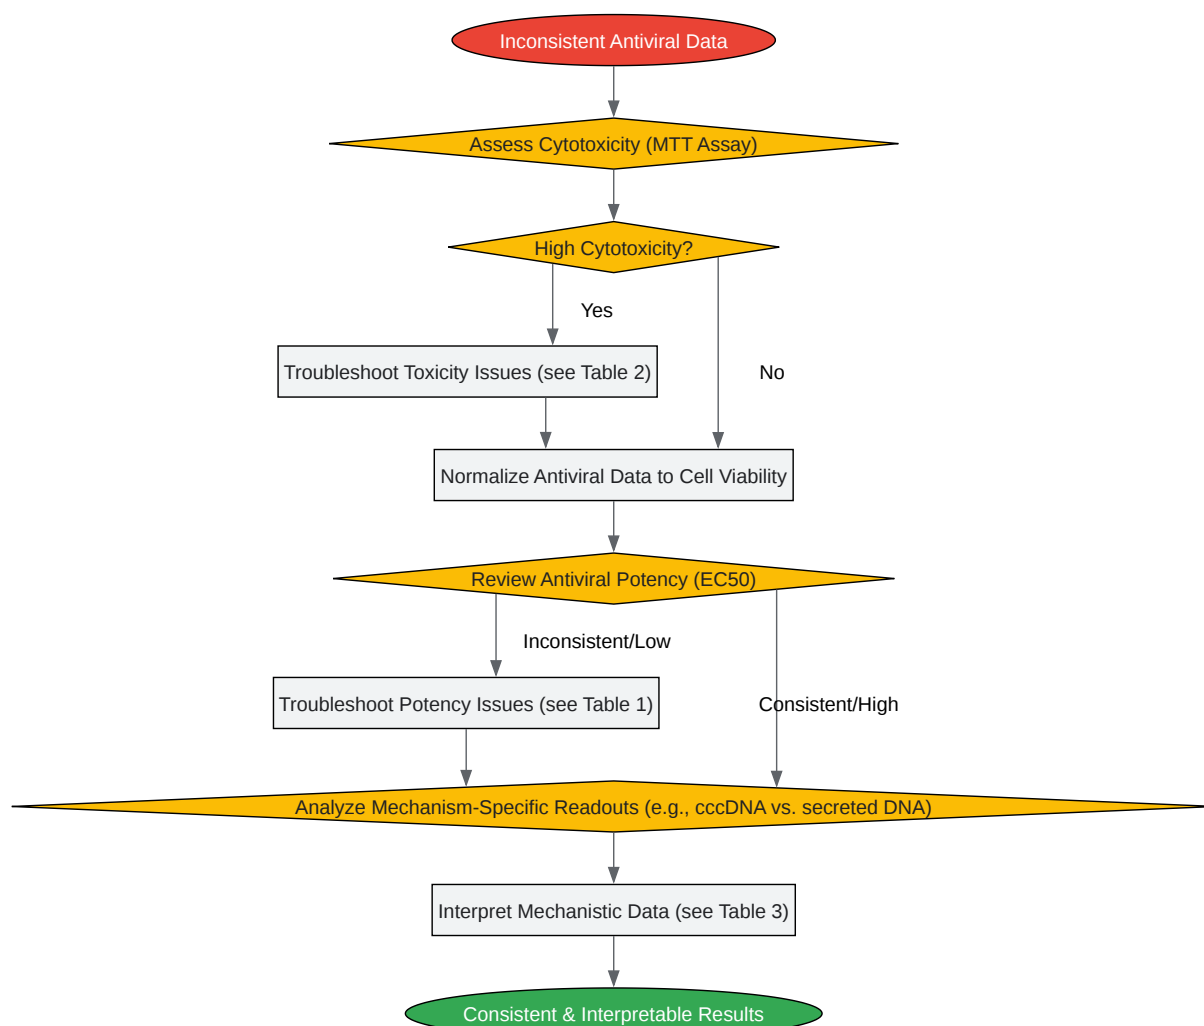 Inconsistent Antiviral Data
Assess Cytotoxicity (MTT Assay)
High Cytotoxicity?
Yes
Troubleshoot Toxicity Issues (see Table 2)
No
Normalize Antiviral Data to Cell Viability
Review Antiviral Potency (EC50)
Inconsistent/Low
Troubleshoot Potency Issues (see Table 1)
Consistent/High
Analyze Mechanism-Specific Readouts (e.g., cccDNA vs. secreted DNA)
Interpret Mechanistic Data (see Table 3)
Consistent & Interpretable Results